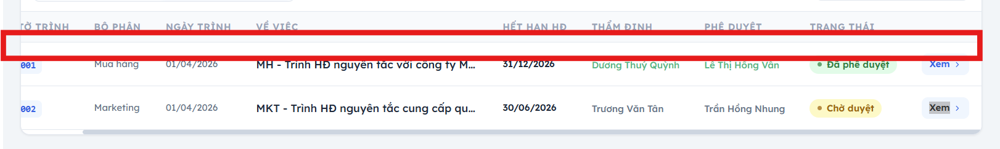 TỜ TRÌNH BỘ PHẬN NGÀY TRÌNH VỀ VIỆC HẾT HẠN HĐ THẨM ĐỊNH PHÊ DUYỆT TRẠNG THÁI
001 Mua hàng 01/04/2026 MH - Trình HĐ nguyên tắc với công ty M... 31/12/2026 Dương Thuý Quỳnh Lê Thị Hồng Vân Đã phê duyệt Xem >
002 Marketing 01/04/2026 MKT - Trình HĐ nguyên tắc cung cấp qu... 30/06/2026 Trương Văn Tân Trần Hồng Nhung Chờ duyệt Xem >